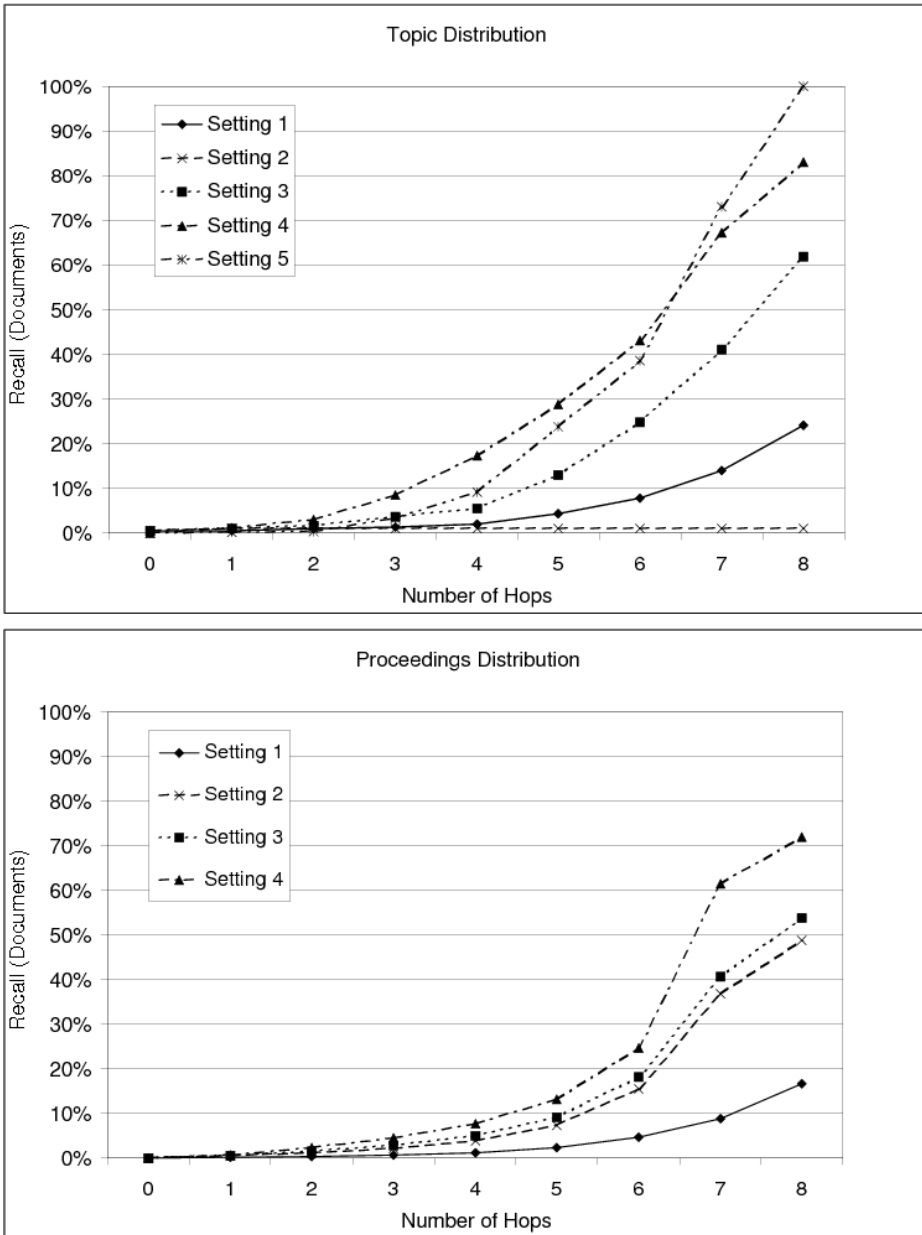 Topic Distribution
100%
90%
80%
70%
60%
50%
40%
30%
20%
10%
0%
Recall (Documents)
Setting 1
Setting 2
Setting 3
Setting 4
Setting 5
0 1 2 3 4 5 6 7 8
Number of Hops
Proceedings Distribution
100%
90%
80%
70%
60%
50%
40%
30%
20%
10%
0%
Recall (Documents)
Setting 1
Setting 2
Setting 3
Setting 4
0 1 2 3 4 5 6 7 8
Number of Hops